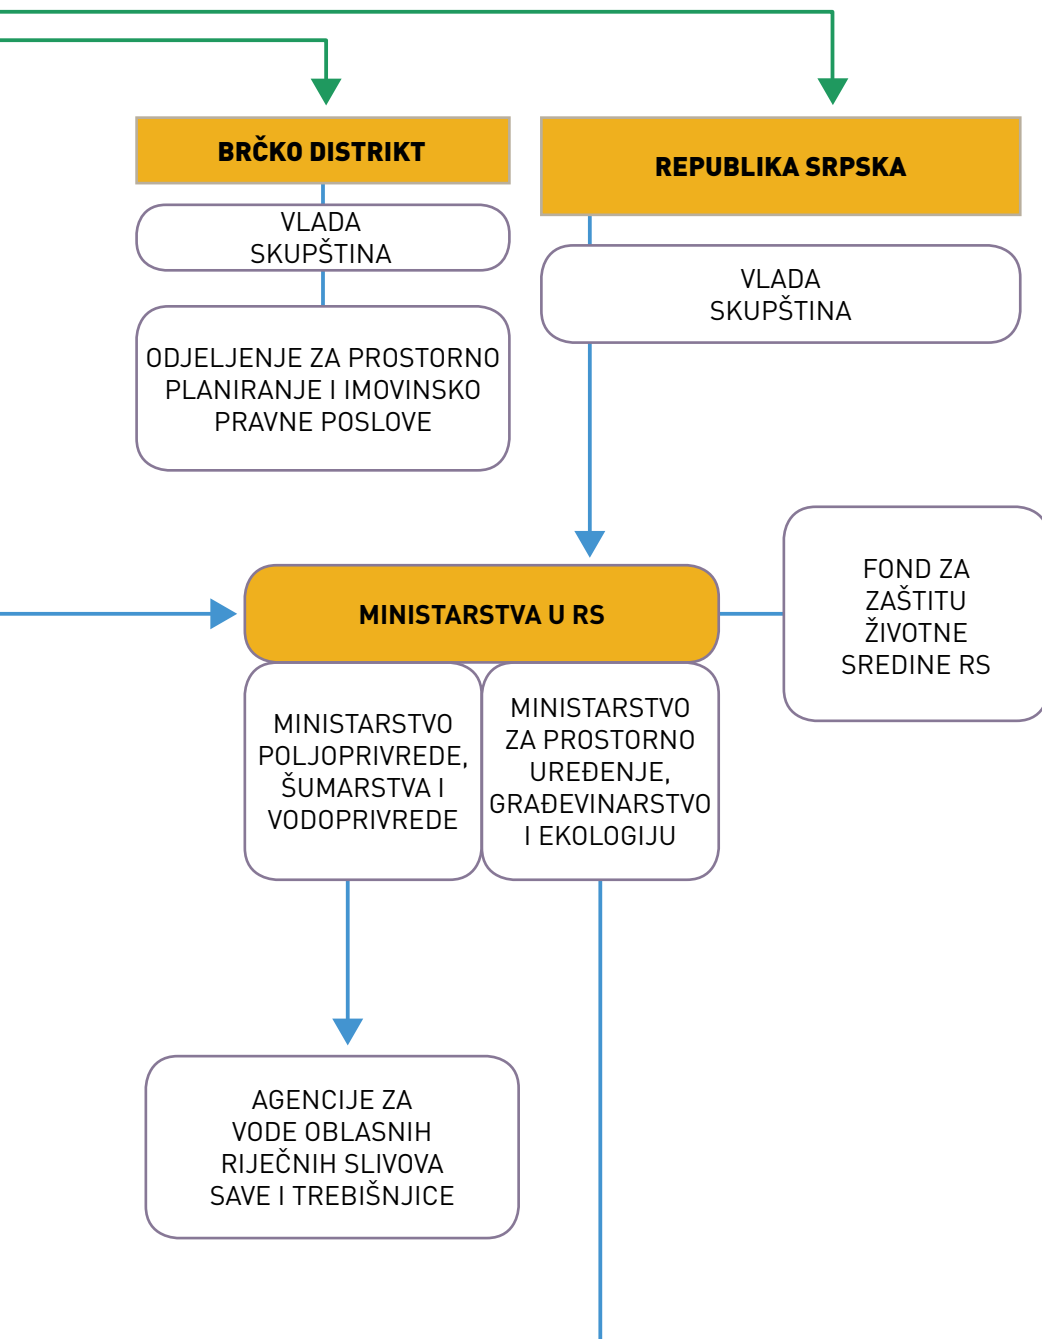 BRČKO DISTRIKT
VLADA
SKUPŠTINA
ODJELJENJE ZA PROSTORNO
PLANIRANJE I IMOVINSKO
PRAVNE POSLOVE
REPUBLIKA SRPSKA
VLADA
SKUPŠTINA
MINISTARSTVA U RS
FOND ZA
ZAŠTITU
ŽIVOTNE
SREDINE RS
MINISTARSTVO
POLJOPRIVREDE,
ŠUMARSTVA I
VODOPRIVREDE
MINISTARSTVO
ZA PROSTORNO
UREĐENJE,
GRAĐEVINARSTVO
I EKOLOGIJU
AGENCIJE ZA
VODE OBLASNIH
RIJEČNIH SLIVOVA
SAVE I TREBIŠNJICE